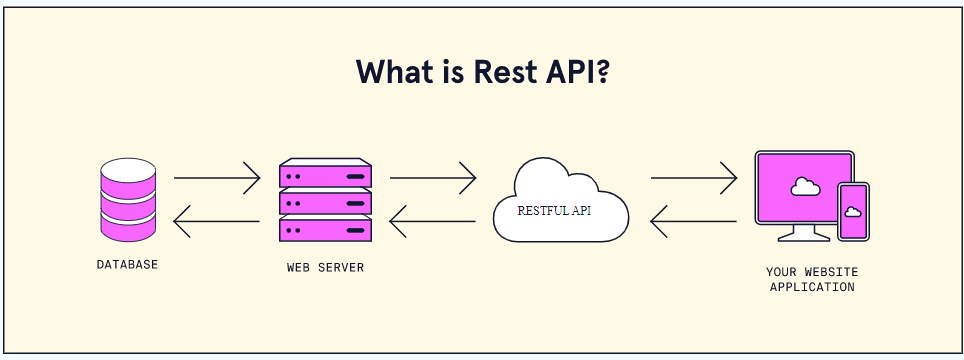 What is Rest API?
RESTFUL API
DATABASE
WEB SERVER
YOUR WEBSITE
APPLICATION